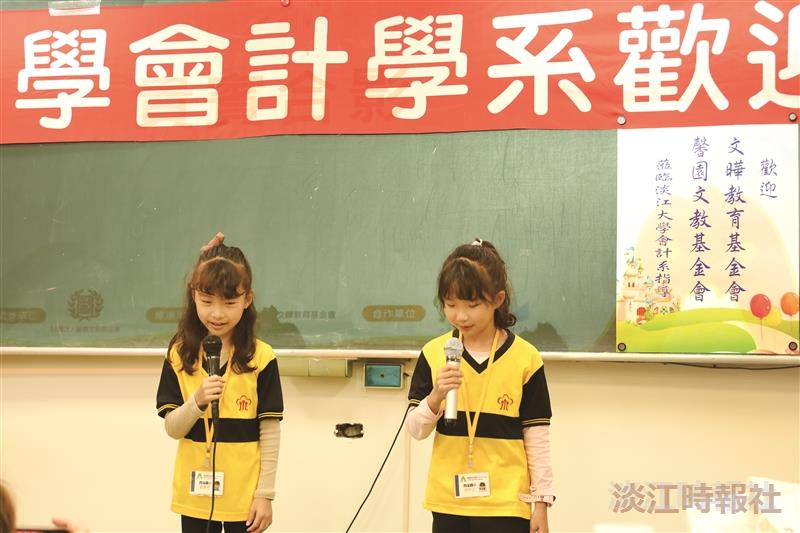 學會計學系歡迎
歡迎
文曄教育基金會
馨園文教基金會
蒞臨淡江大學會計系指導
合作單位
淡江時報社